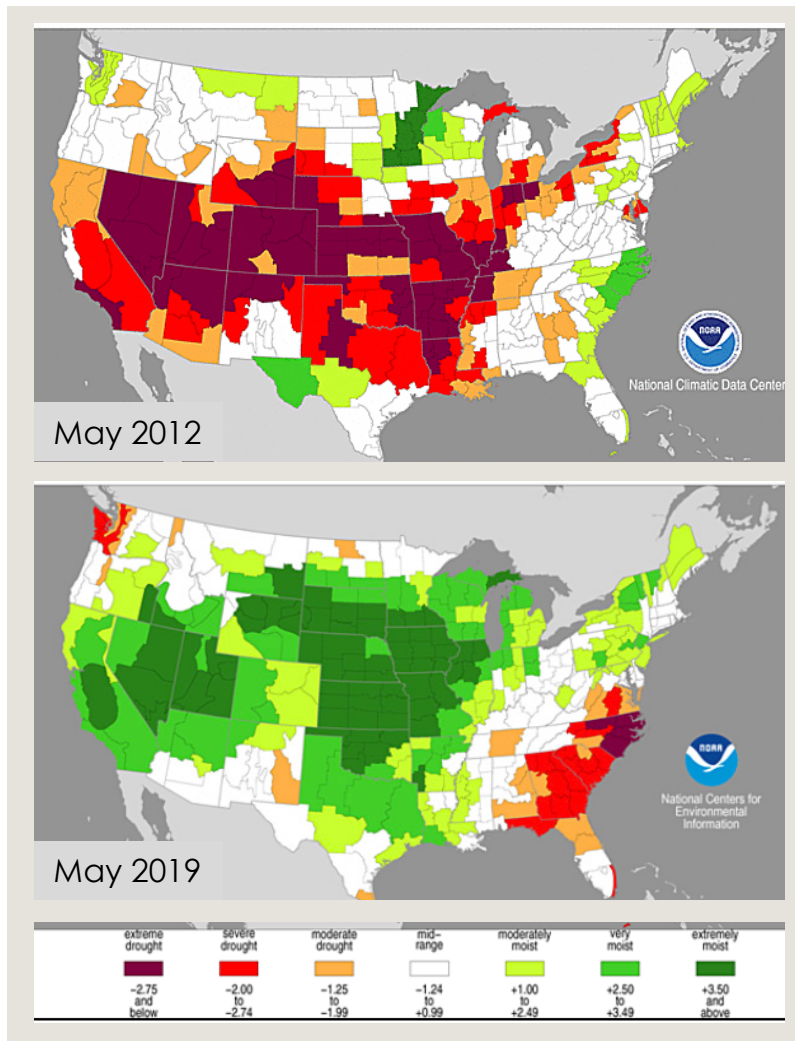 NOAA
National Climatic Data Center
May 2012
NOAA
National Centers for
Environmental
Information
May 2019
extreme drought severe drought moderate drought mid– range moderately moist very moist extremely moist
−2.75 and below −2.00 to −2.74 −1.25 to −1.99 −1.24 to +0.99 +1.00 to +2.49 +2.50 to +3.49 +3.50 and above